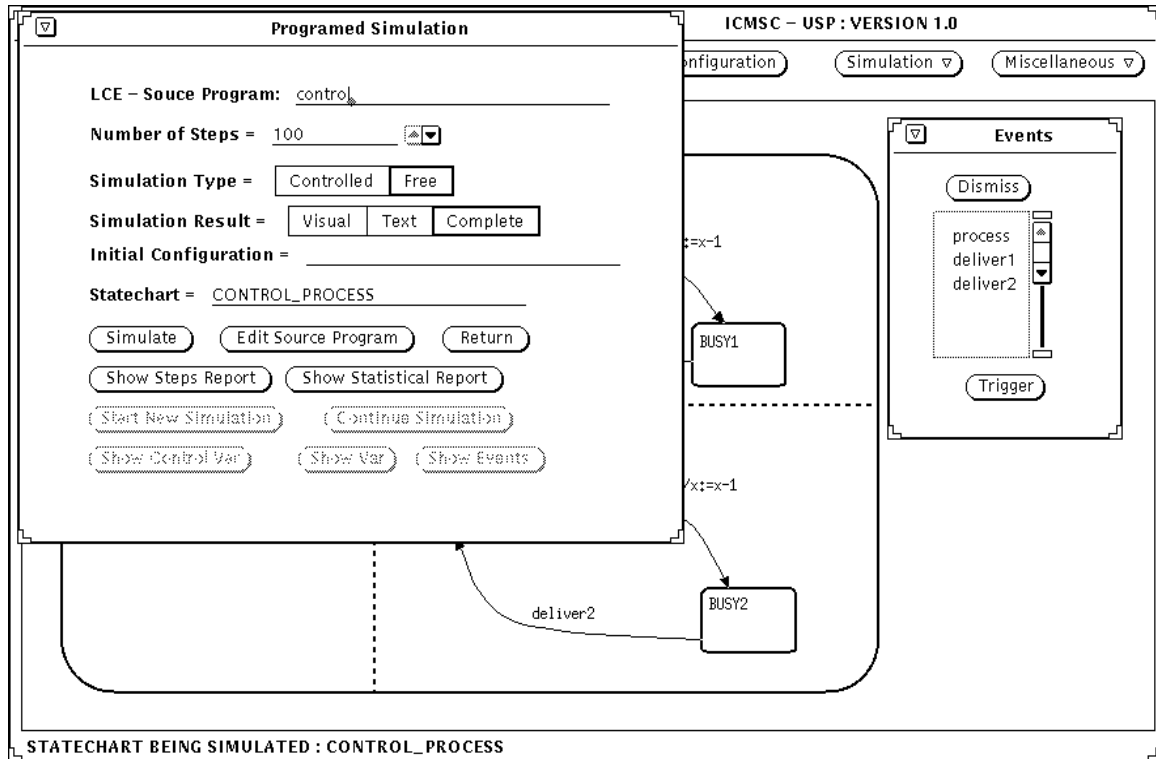 Programed Simulation
LCE – Souce Program: control
Number of Steps = 100
Simulation Type = Controlled Free
Simulation Result = Visual Text Complete
Initial Configuration =
Statechart = CONTROL_PROCESS
Simulate Edit Source Program Return
Show Steps Report Show Statistical Report
Start New Simulation Continue Simulation
Show Control Var Show Var Show Events
ICMSC – USP : VERSION 1.0
nfiguration Simulation Miscellaneous
Events
Dismiss
process
deliver1
deliver2
Trigger
:=x-1
BUSY1
/x:=x-1
BUSY2
deliver2
STATECHART BEING SIMULATED : CONTROL_PROCESS